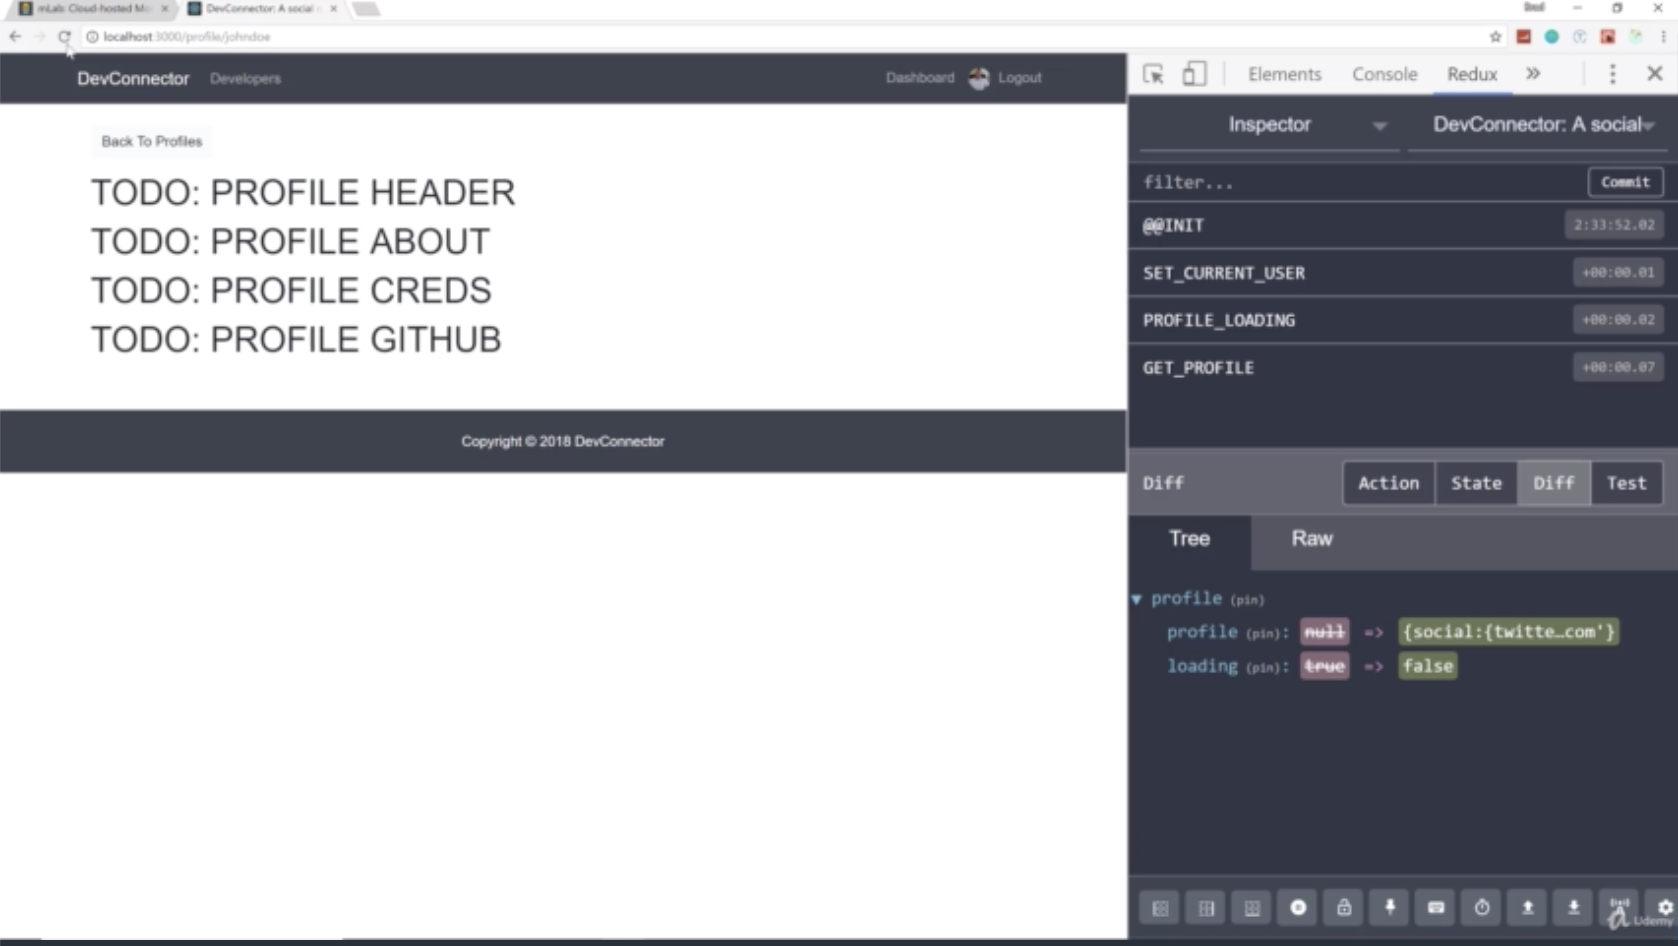 mLab: Cloud-hosted Mo
DevConnector: A social
localhost:3000/profile/johndoe
DevConnector Developers Dashboard Logout
Back To Profiles
TODO: PROFILE HEADER
TODO: PROFILE ABOUT
TODO: PROFILE CREDS
TODO: PROFILE GITHUB
Copyright © 2018 DevConnector
Elements Console Redux »
Inspector DevConnector: A social
filter... Commit
@@INIT 2:33:52.02
SET_CURRENT_USER +00:00.01
PROFILE_LOADING +00:00.02
GET_PROFILE +00:00.07
Diff Action State Diff Test
Tree Raw
profile (pin)
profile (pin): null => {social:{twitte…com'}
loading (pin): true => false
Udemy